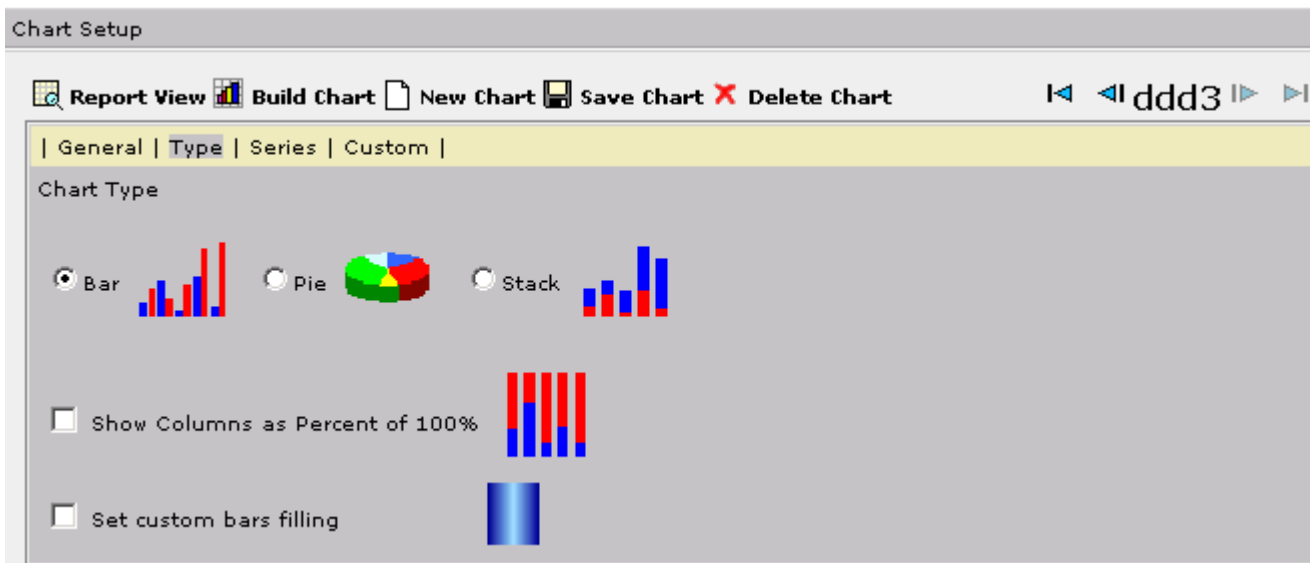 Chart Setup
Report View Build Chart New Chart Save Chart Delete Chart ddd3
| General | Type | Series | Custom |
Chart Type
Bar Pie Stack
Show Columns as Percent of 100%
Set custom bars filling